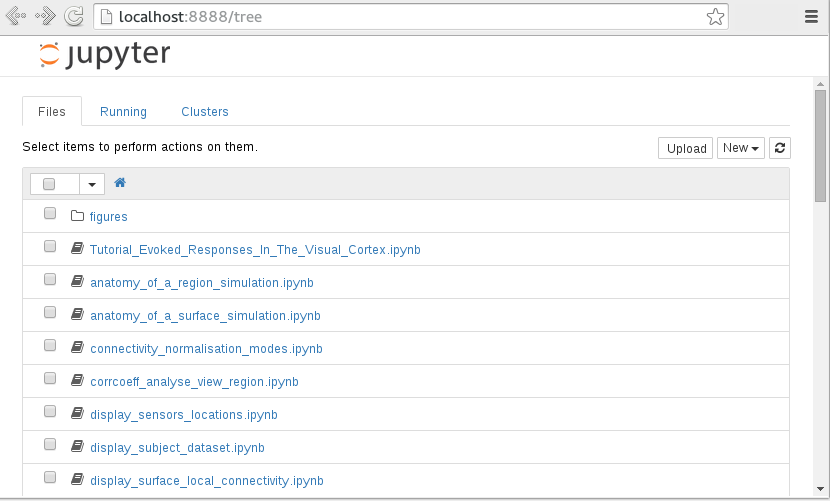 localhost:8888/tree
jupyter
Files Running Clusters
Select items to perform actions on them. Upload New
figures
Tutorial_Evoked_Responses_In_The_Visual_Cortex.ipynb
anatomy_of_a_region_simulation.ipynb
anatomy_of_a_surface_simulation.ipynb
connectivity_normalisation_modes.ipynb
corrcoeff_analyse_view_region.ipynb
display_sensors_locations.ipynb
display_subject_dataset.ipynb
display_surface_local_connectivity.ipynb